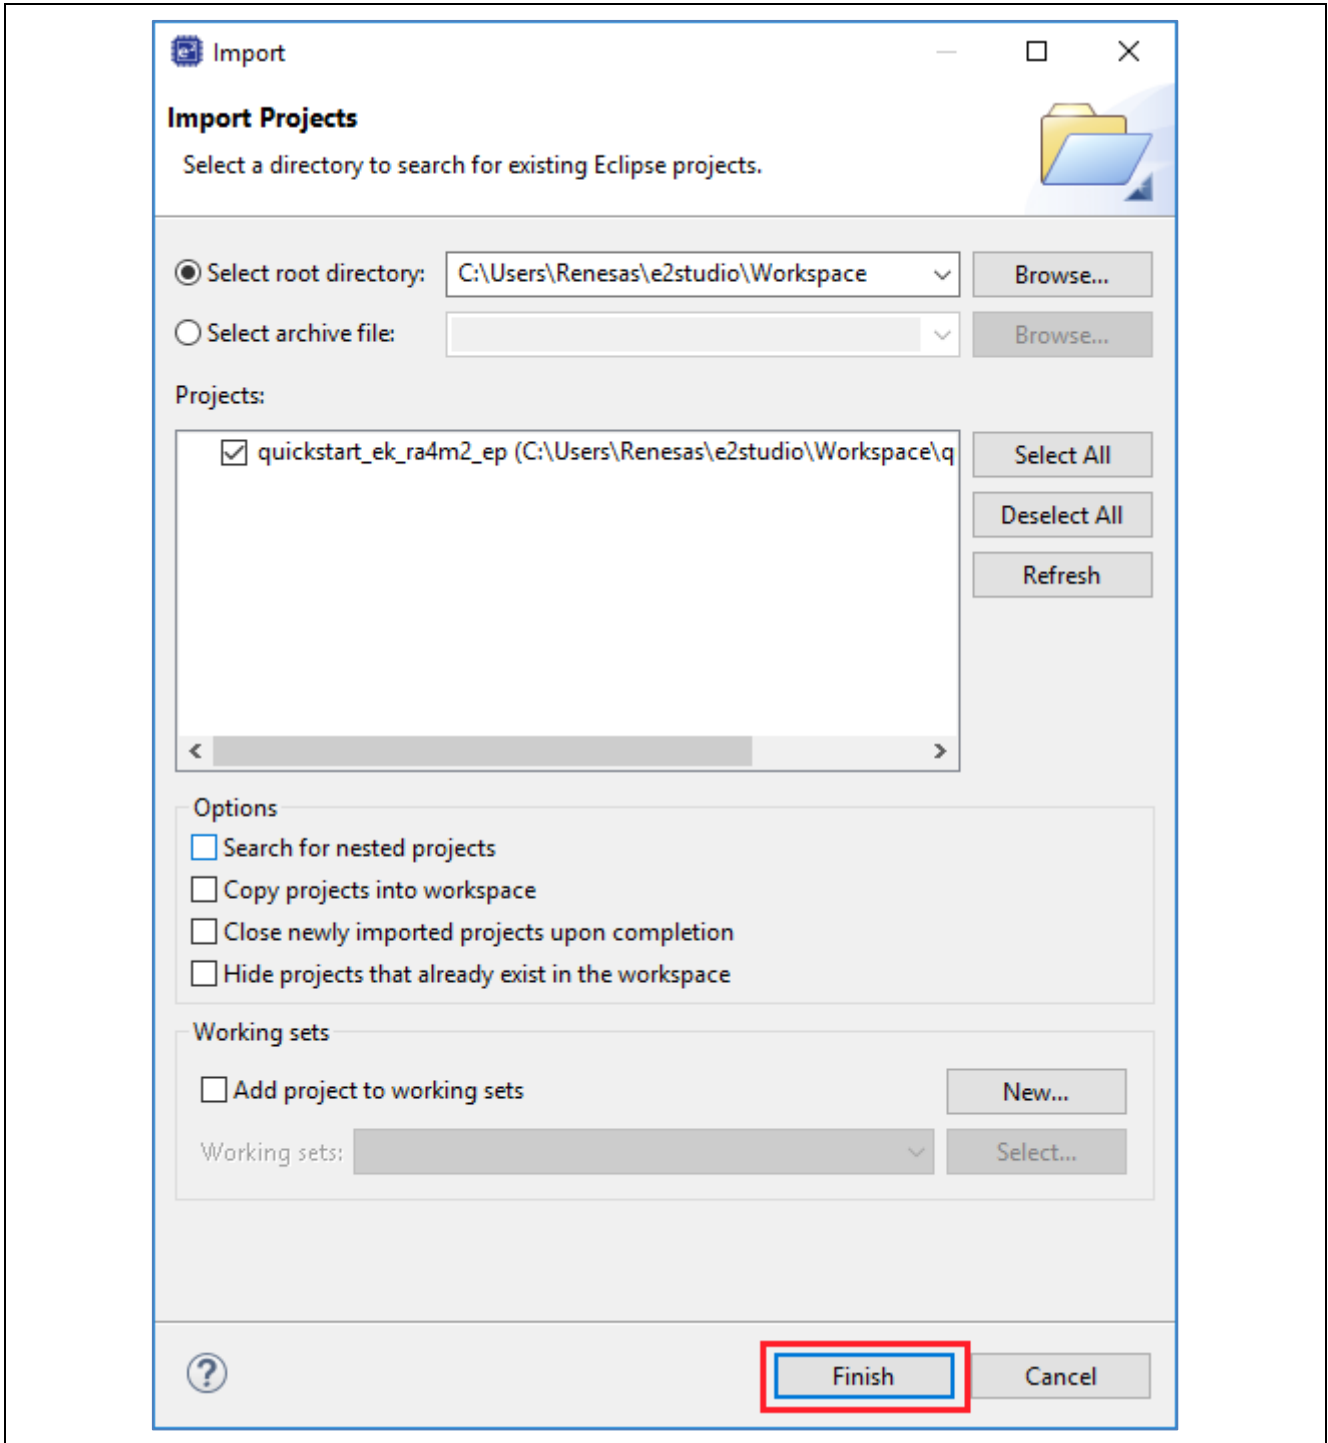 Import
Import Projects
Select a directory to search for existing Eclipse projects.
Select root directory: C:\Users\Renesas\e2studio\Workspace Browse...
Select archive file: Browse...
Projects:
quickstart_ek_ra4m2_ep (C:\Users\Renesas\e2studio\Workspace\q Select All
Deselect All
Refresh
Options
Search for nested projects
Copy projects into workspace
Close newly imported projects upon completion
Hide projects that already exist in the workspace
Working sets
Add project to working sets New...
Working sets: Select...
? Finish Cancel